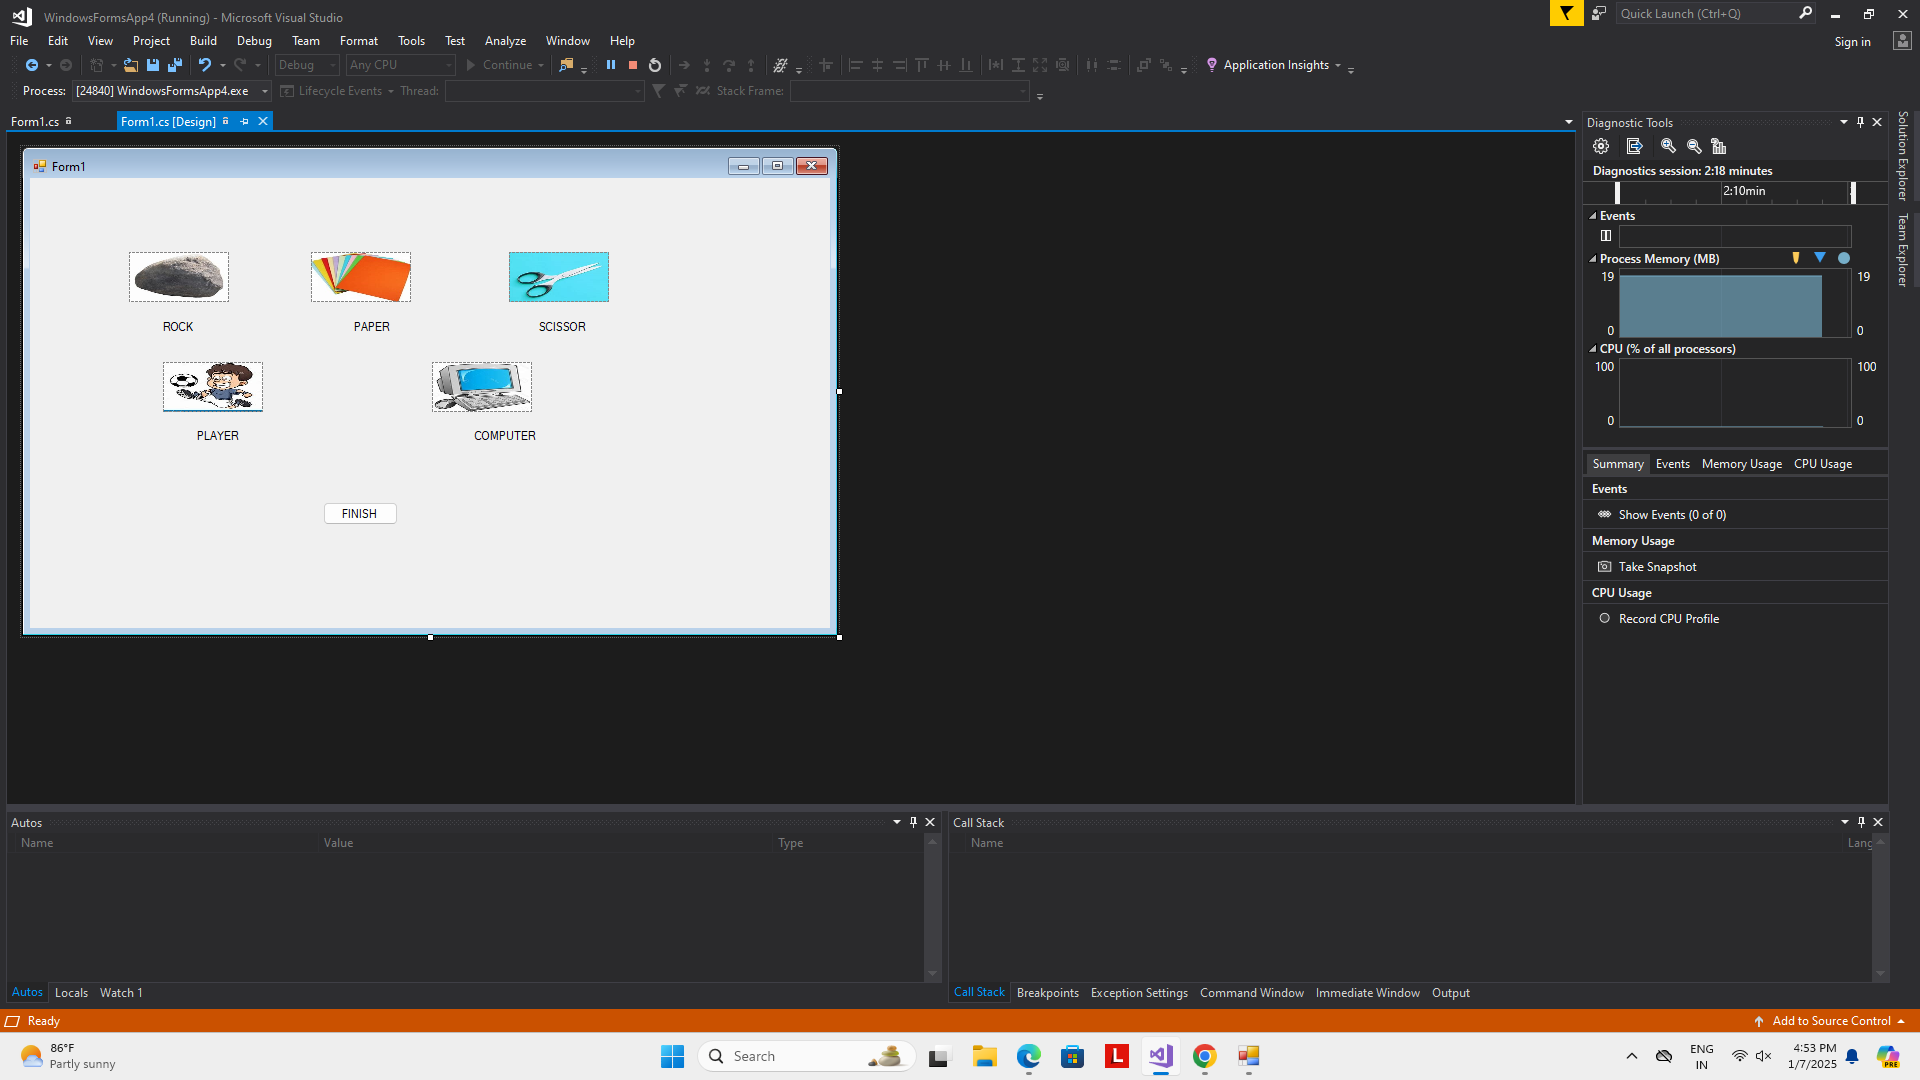 WindowsFormsApp4 (Running) - Microsoft Visual Studio
Quick Launch (Ctrl+Q)
File Edit View Project Build Debug Team Format Tools Test Analyze Window Help
Sign in
Debug Any CPU Continue Application Insights
Process: [24840] WindowsFormsApp4.exe Lifecycle Events Thread: Stack Frame:
Form1.cs Form1.cs [Design]
Form1
ROCK PAPER SCISSOR
PLAYER COMPUTER
FINISH
Diagnostic Tools
Diagnostics session: 2:18 minutes
2:10min
Events
Process Memory (MB)
19 19
0 0
CPU (% of all processors)
100 100
0 0
Summary Events Memory Usage CPU Usage
Events
Show Events (0 of 0)
Memory Usage
Take Snapshot
CPU Usage
Record CPU Profile
Solution Explorer
Team Explorer
Autos
Name Value Type
Autos Locals Watch 1
Call Stack
Name Lang
Call Stack Breakpoints Exception Settings Command Window Immediate Window Output
Ready
Add to Source Control
86°F
Partly sunny
Search
L
ENG
IN
4:53 PM
1/7/2025
PRE